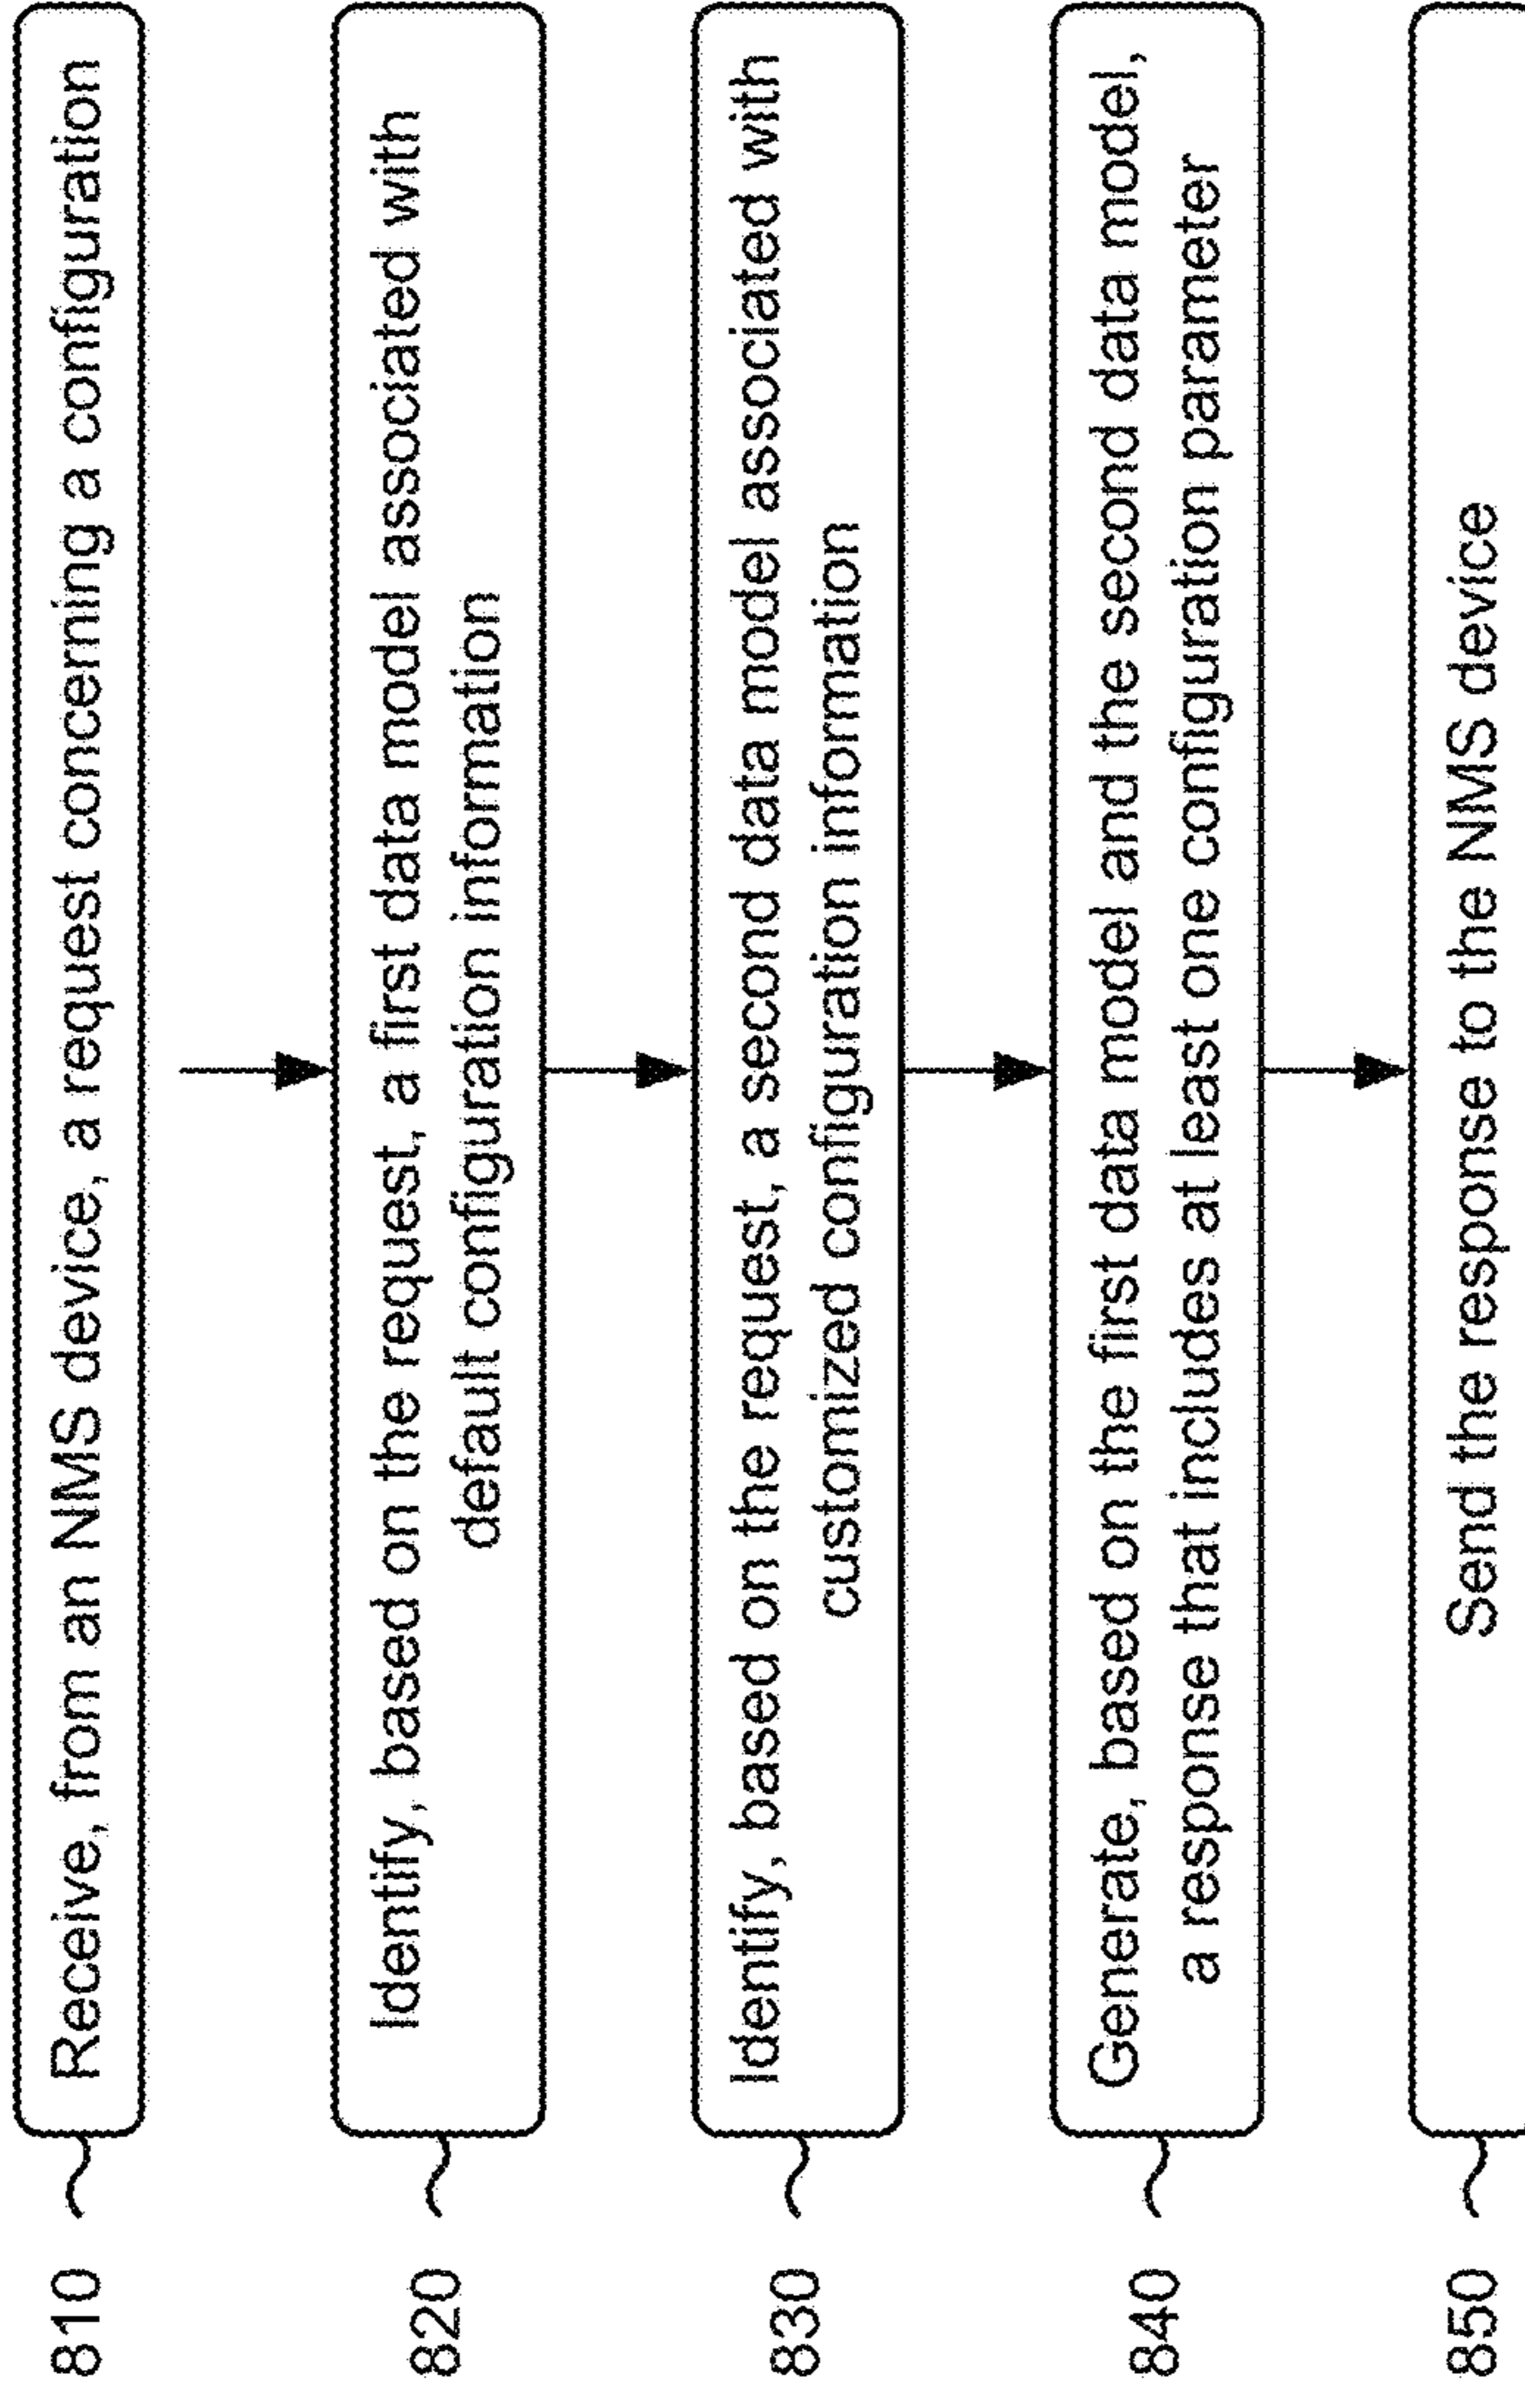 810
Receive, from an NMS device, a request concerning a configuration
820
Identify, based on the request, a first data model associated with
default configuration information
830
Identify, based on the request, a second data model associated with
customized configuration information
840
Generate, based on the first data model and the second data model,
a response that includes at least one configuration parameter
850
Send the response to the NMS device